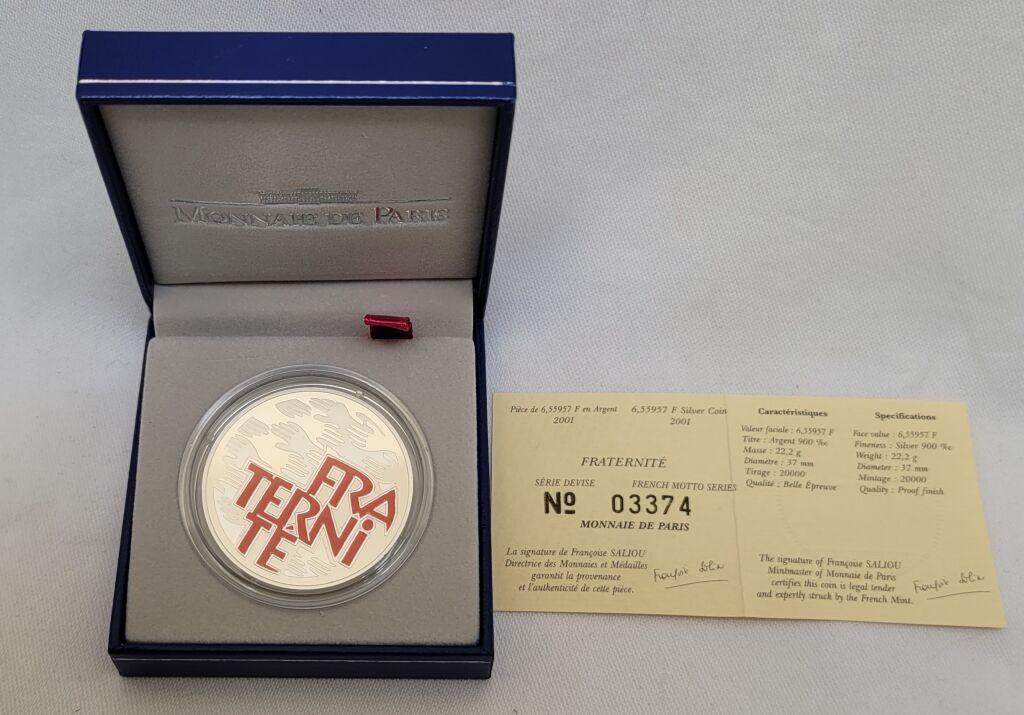 MONNAIE DE PARIS
FRA
TERNI
TÉ
Pièce de 6,55957 F en Argent
2001
6,55957 F Silver Coin
2001
FRATERNITÉ
SÉRIE DEVISE FRENCH MOTTO SERIES
Nº 03374
MONNAIE DE PARIS
La signature de Françoise SALIOU
Directrice des Monnaies et Médailles
garantit la provenance
et l'authenticité de cette pièce.
Caractéristiques
Valeur faciale : 6,55957 F
Titre : Argent 900 ‰
Masse : 22,2 g
Diamètre : 37 mm
Tirage : 20000
Qualité : Belle Épreuve
Specifications
Face value : 6,55957 F
Fineness : Silver 900 ‰
Weight : 22,2 g
Diameter : 37 mm
Mintage : 20000
Quality : Proof finish
The signature of Françoise SALIOU
Mintmaster of Monnaie de Paris
certifies this coin is legal tender
and expertly struck by the French Mint.